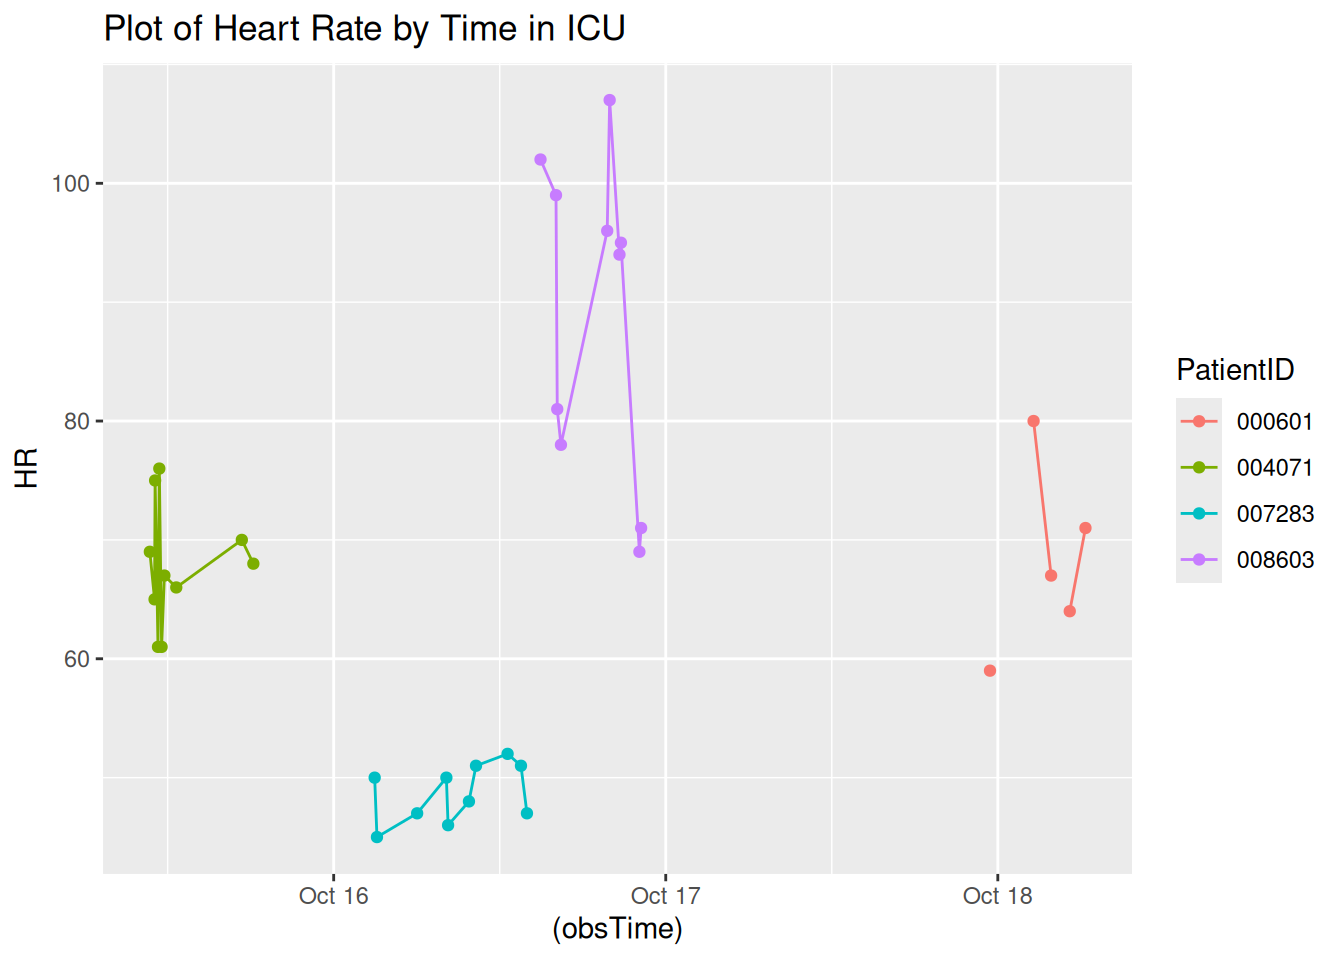 Plot of Heart Rate by Time in ICU
HR
100
80
60
Oct 16
Oct 17
Oct 18
(obsTime)
PatientID
000601
004071
007283
008603